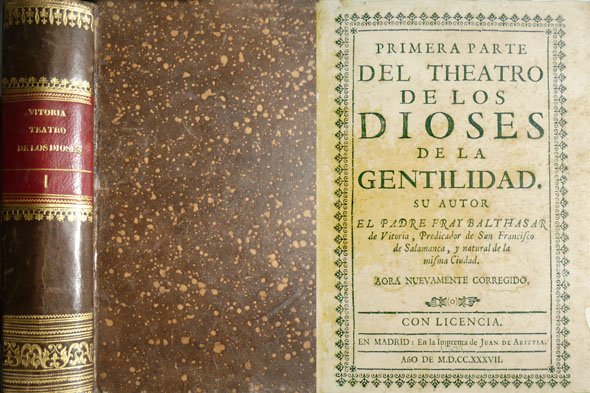 VITORIA
TEATRO
DE LOS DIOSES
I
PRIMERA PARTE
DEL THEATRO
DE LOS
DIOSES
DE LA
GENTILIDAD.
SU AUTOR
EL PADRE FRAY BALTHASAR
de Vitoria, Predicador de San Francisco
de Salamanca, y natural de la
misma Ciudad.
AORA NUEVAMENTE CORREGIDO.
CON LICENCIA.
EN MADRID: En la Imprenta de JUAN DE ARIZTIA.
Año DE M.D.CC.XXXVII.